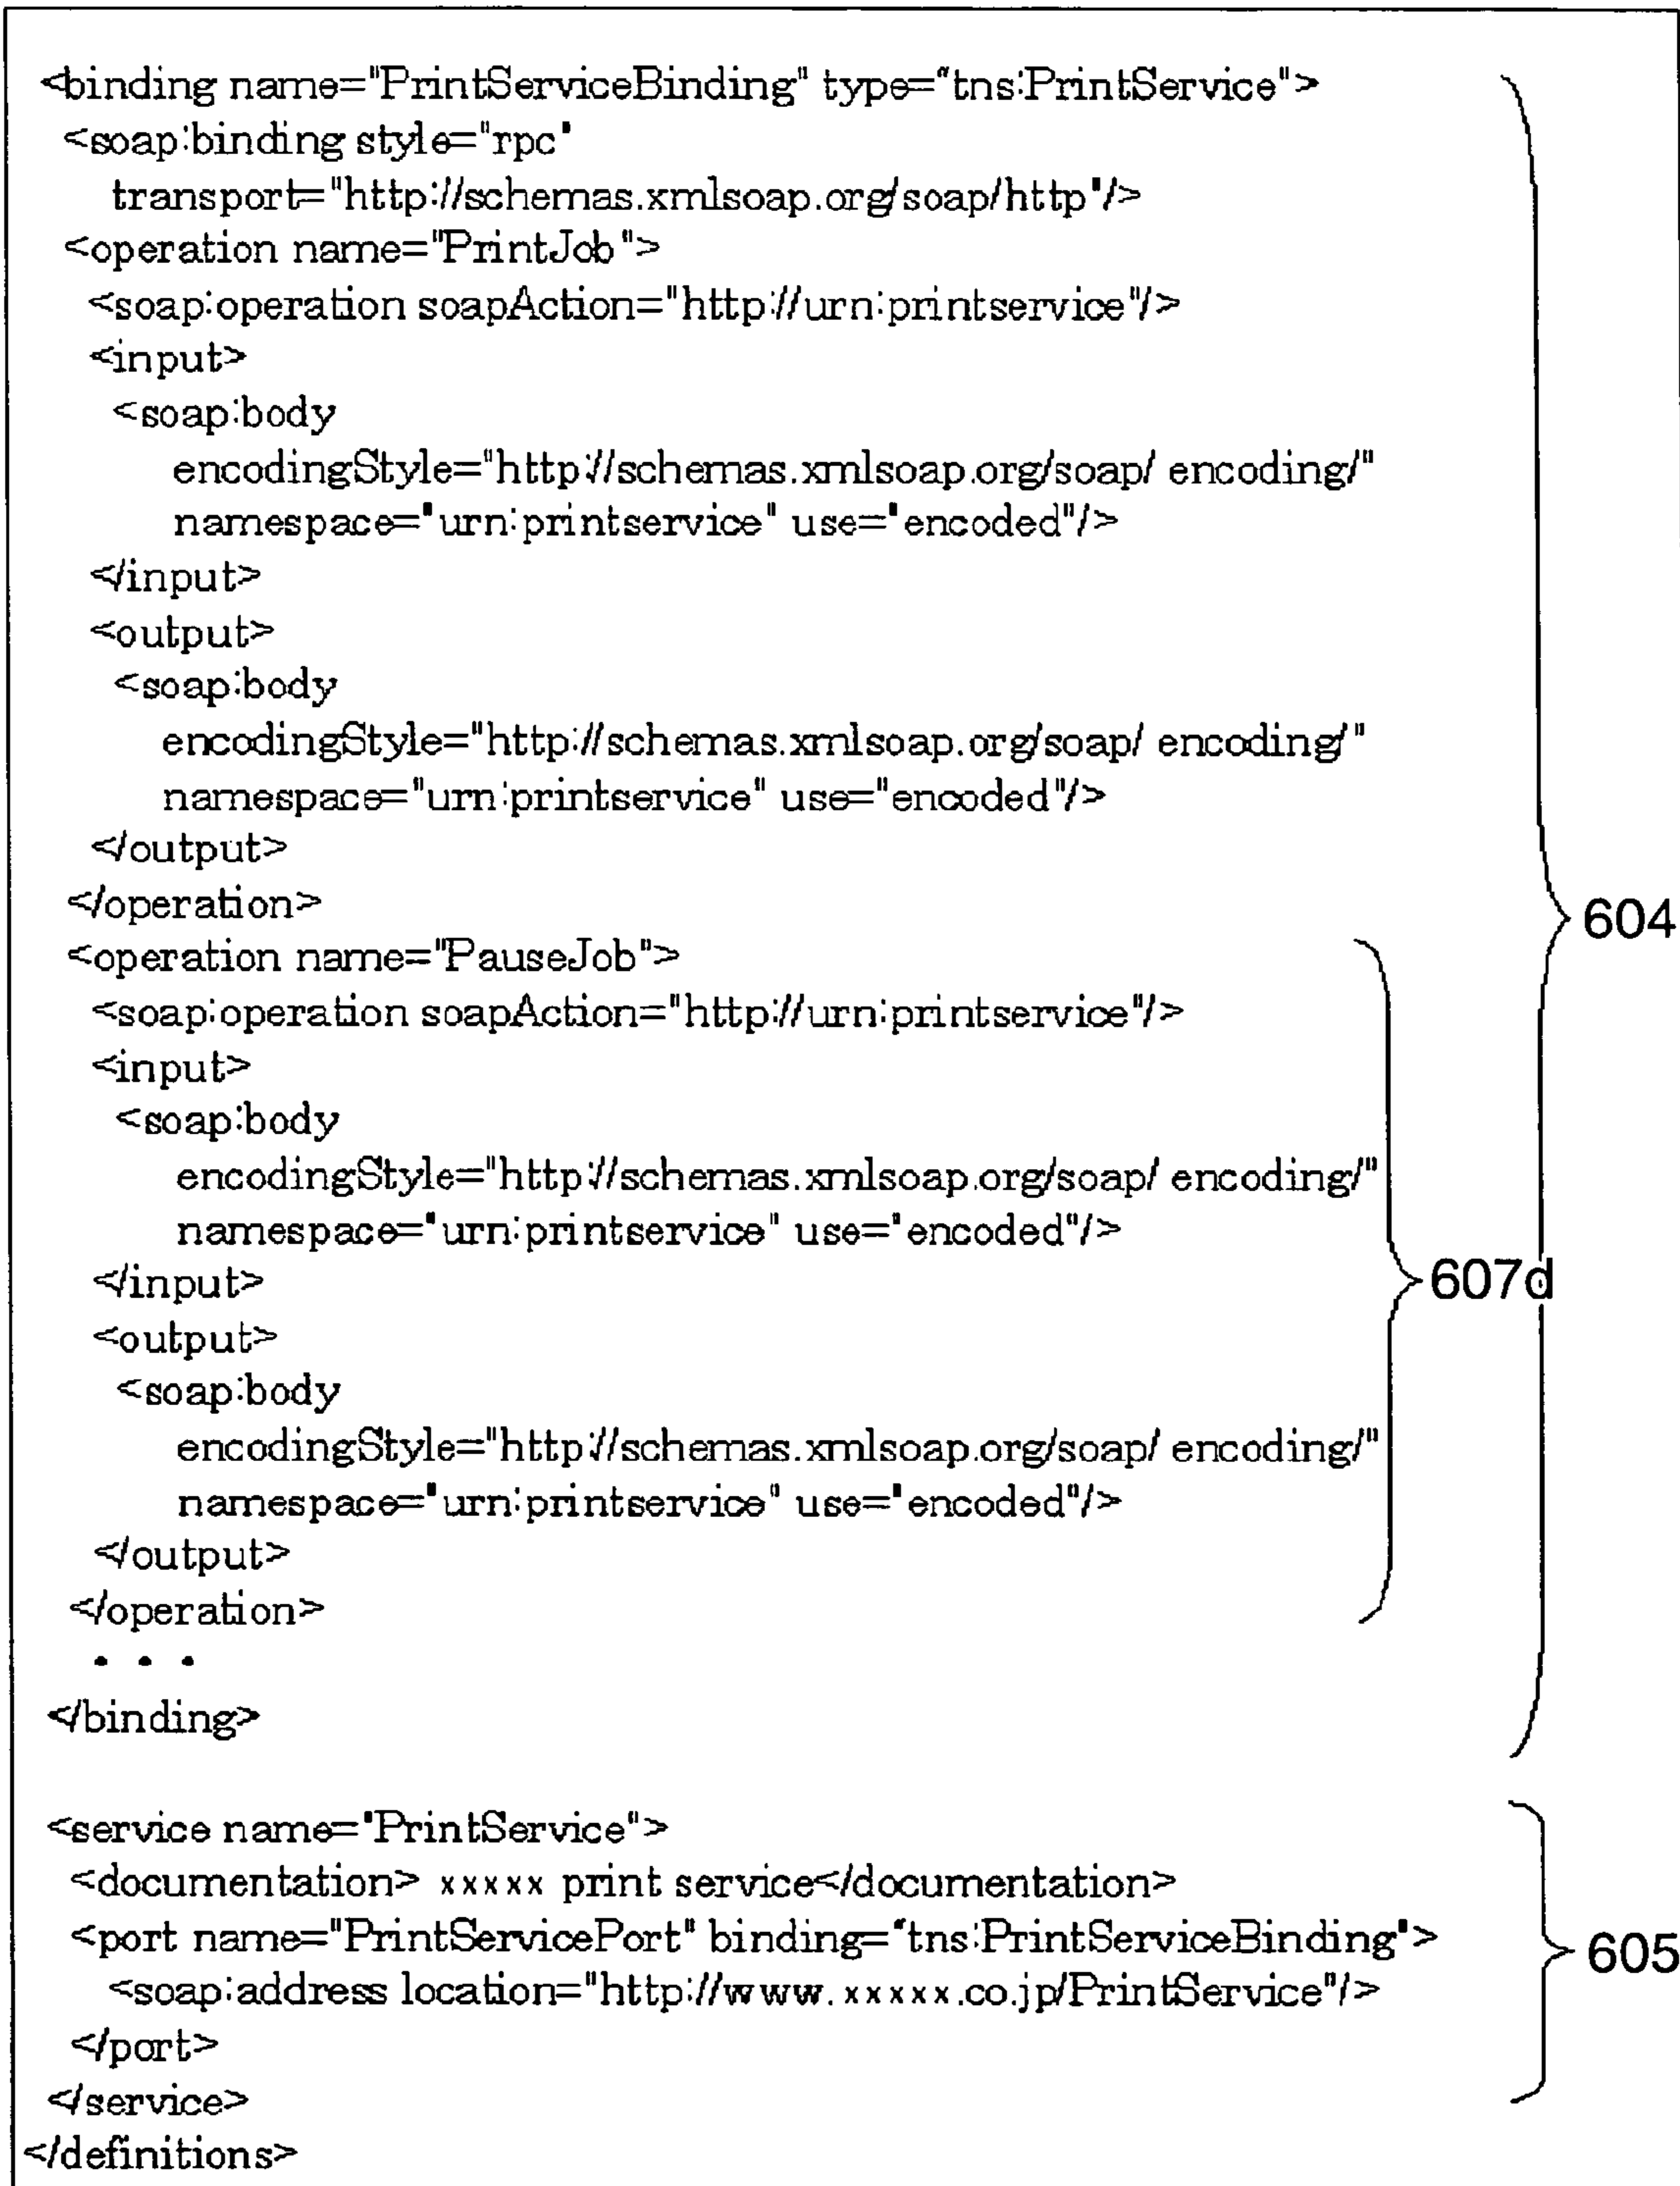 <binding name="PrintServiceBinding" type="tns:PrintService">
<soap:binding style="rpc"
transport="http://schemas.xmlsoap.org/soap/http"/>
<operation name="PrintJob">
<soap:operation soapAction="http://urn:printservice"/>
<input>
<soap:body
encodingStyle="http://schemas.xmlsoap.org/soap/ encoding/"
namespace="urn:printservice" use="encoded"/>
</input>
<output>
<soap:body
encodingStyle="http://schemas.xmlsoap.org/soap/ encoding/"
namespace="urn:printservice" use="encoded"/>
</output>
</operation>
604
<operation name="PauseJob">
<soap:operation soapAction="http://urn:printservice"/>
<input>
<soap:body
encodingStyle="http://schemas.xmlsoap.org/soap/ encoding/"
namespace="urn:printservice" use="encoded"/>
</input>
607d
<output>
<soap:body
encodingStyle="http://schemas.xmlsoap.org/soap/ encoding/"
namespace="urn:printservice" use="encoded"/>
</output>
</operation>
• • •
</binding>
<service name="PrintService">
<documentation> xxxxx print service</documentation>
<port name="PrintServicePort" binding="tns:PrintServiceBinding">
605
<soap:address location="http://www. xxxxx.co.jp/PrintService"/>
</port>
</service>
</definitions>